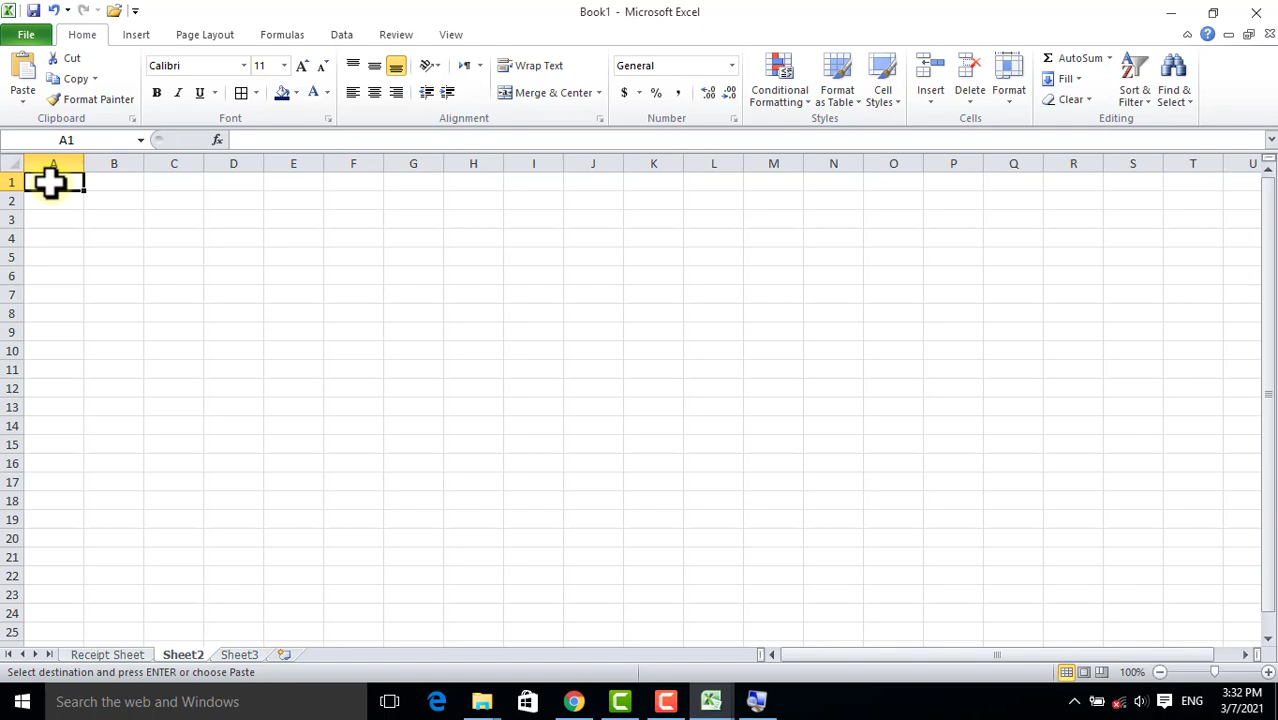 Book1 - Microsoft Excel
File Home Insert Page Layout Formulas Data Review View
Paste Cut Copy Format Painter
Calibri 11
B I U A A A
Wrap Text
Merge & Center
General
$ % ,
Conditional Formatting Format as Table Cell Styles
Insert Delete Format
Σ AutoSum Fill Clear
Sort & Filter Find & Select
Clipboard Font Alignment Number Styles Cells Editing
A1 fx
A B C D E F G H I J K L M N O P Q R S T U
1
2
3
4
5
6
7
8
9
10
11
12
13
14
15
16
17
18
19
20
21
22
23
24
25
Receipt Sheet Sheet2 Sheet3
Select destination and press ENTER or choose Paste 100%
Search the web and Windows ENG 3:32 PM
3/7/2021